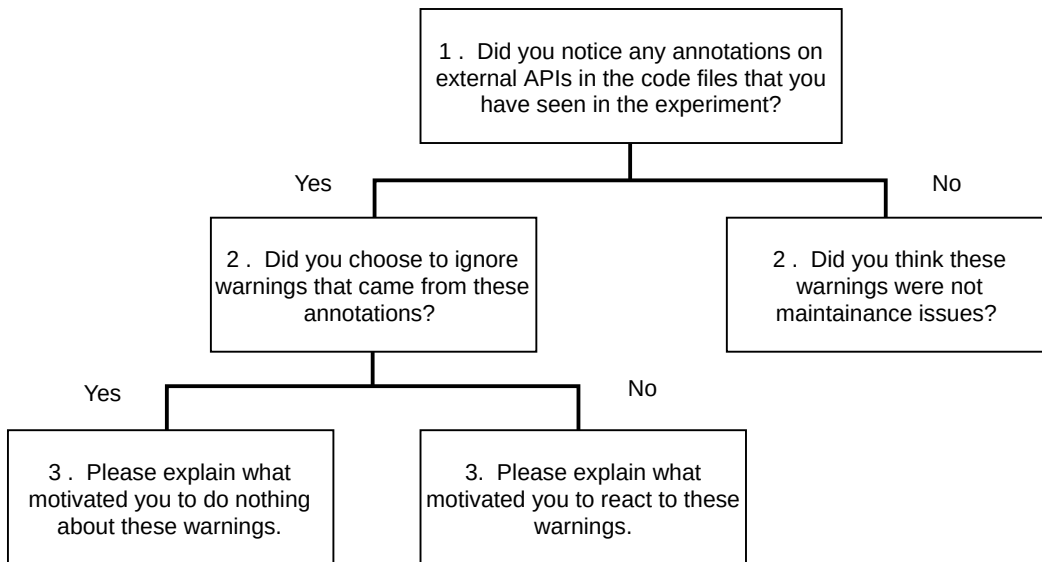 1 .  Did you notice any annotations on
external APIs in the code files that you
have seen in the experiment?
Yes
No
2 .  Did you choose to ignore
warnings that came from these
annotations?
2 .  Did you think these
warnings were not
maintainance issues?
Yes
No
3 .  Please explain what
motivated you to do nothing
about these warnings.
3.  Please explain what
motivated you to react to these
warnings.